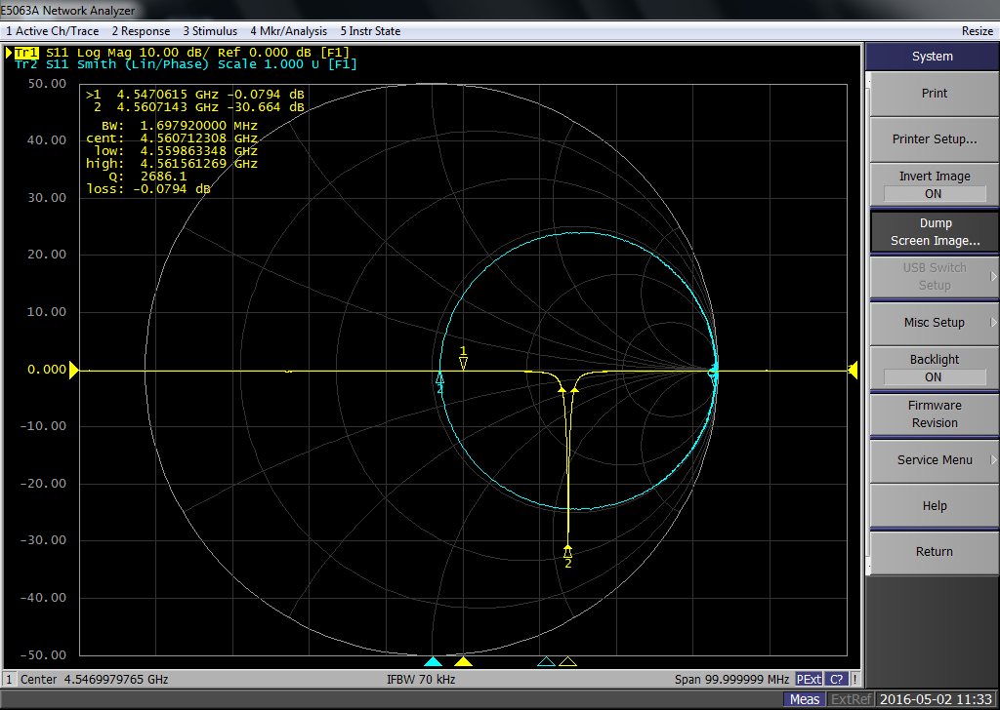 E5063A Network Analyzer
1 Active Ch/Trace 2 Response 3 Stimulus 4 Mkr/Analysis 5 Instr State
Resize
Tr1 S11 Log Mag 10.00 dB/ Ref 0.000 dB [F1]
Tr2 S11 Smith (Lin/Phase) Scale 1.000 U [F1]
50.00
40.00
30.00
20.00
10.00
0.000
-10.00
-20.00
-30.00
-40.00
-50.00
>1 4.5470615 GHz -0.0794 dB
2 4.5607143 GHz -30.664 dB
BW: 1.697920000 MHz
cent: 4.560712308 GHz
low: 4.559863348 GHz
high: 4.561561269 GHz
Q: 2686.1
loss: -0.0794 dB
1
2
2
System
Print
Printer Setup...
Invert Image
ON
Dump
Screen Image...
USB Switch
Setup
Misc Setup
Backlight
ON
Firmware
Revision
Service Menu
Help
Return
1 Center 4.5469979765 GHz
IFBW 70 kHz
Span 99.999999 MHz PExt C? !
Meas ExtRef 2016-05-02 11:33